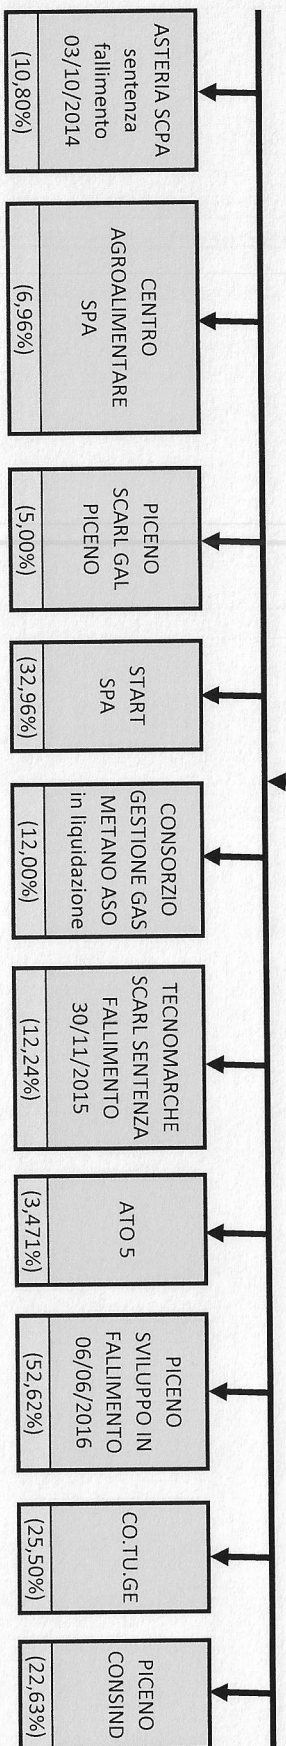 ASTERIA SCPA
sentenza
fallimento
03/10/2014
(10,80%)
CENTRO
AGROALIMENTARE
SPA
(6,96%)
PICENO
SCARL GAL
PICENO
(5,00%)
START
SPA
(32,96%)
CONSORZIO
GESTIONE GAS
METANO ASO
in liquidazione
(12,00%)
TECNOMARCHE
SCARL SENTENZA
FALLIMENTO
30/11/2015
(12,24%)
ATO 5
(3,471%)
PICENO
SVILUPPO IN
FALLIMENTO
06/06/2016
(52,62%)
CO.TU.GE
(25,50%)
PICENO
CONSIND
(22,63%)